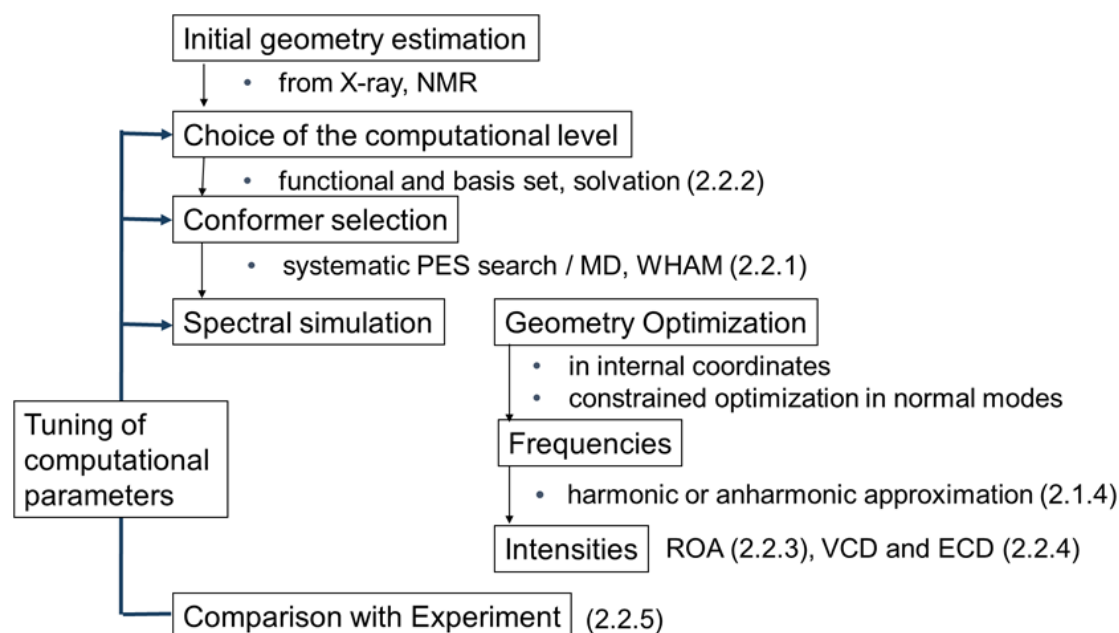 Initial geometry estimation
• from X-ray, NMR
Choice of the computational level
• functional and basis set, solvation (2.2.2)
Conformer selection
• systematic PES search / MD, WHAM (2.2.1)
Spectral simulation
Geometry Optimization
• in internal coordinates
• constrained optimization in normal modes
Frequencies
• harmonic or anharmonic approximation (2.1.4)
Intensities ROA (2.2.3), VCD and ECD (2.2.4)
Tuning of
computational
parameters
Comparison with Experiment (2.2.5)